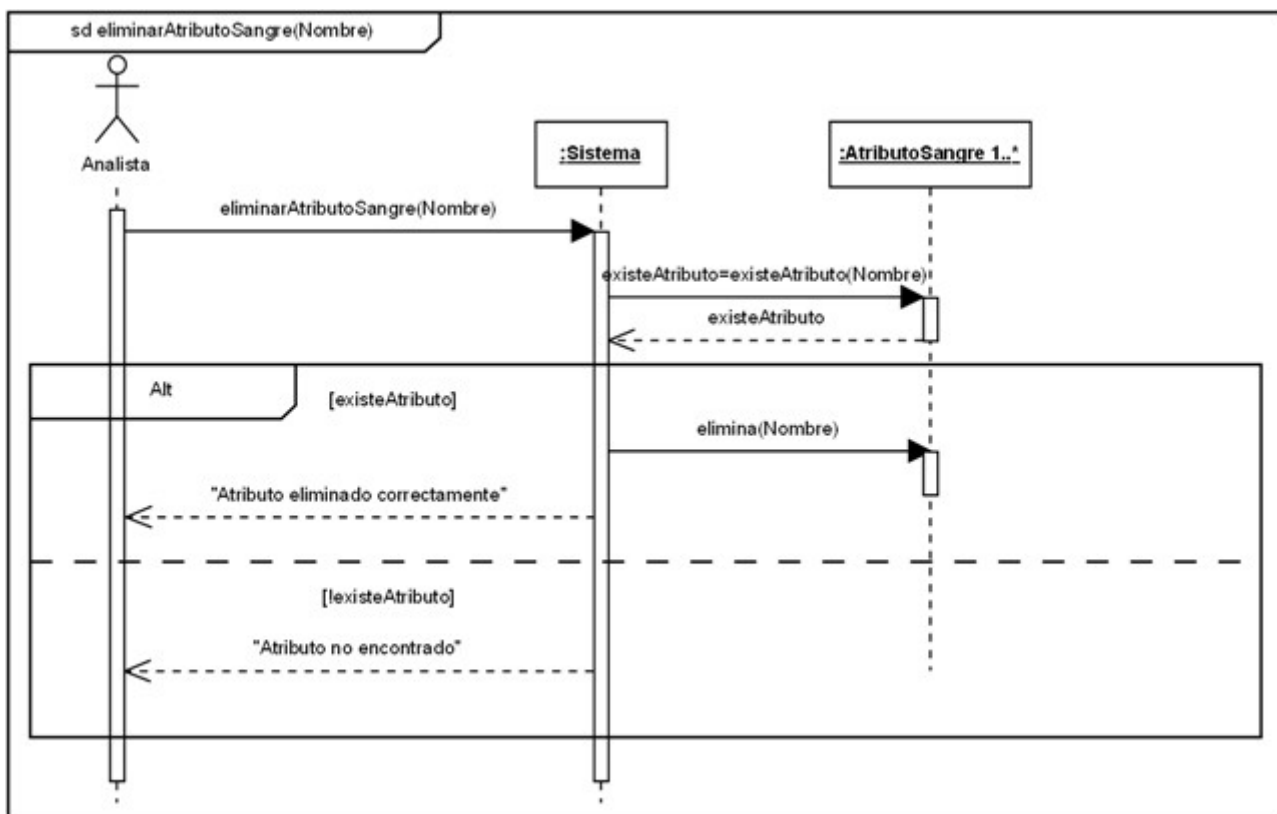 sd eliminarAtributoSangre(Nombre)
Analista
:Sistema
:AtributoSangre 1..*
eliminarAtributoSangre(Nombre)
existeAtributo=existeAtributo(Nombre)
existeAtributo
Alt
[existeAtributo]
elimina(Nombre)
"Atributo eliminado correctamente"
[!existeAtributo]
"Atributo no encontrado"